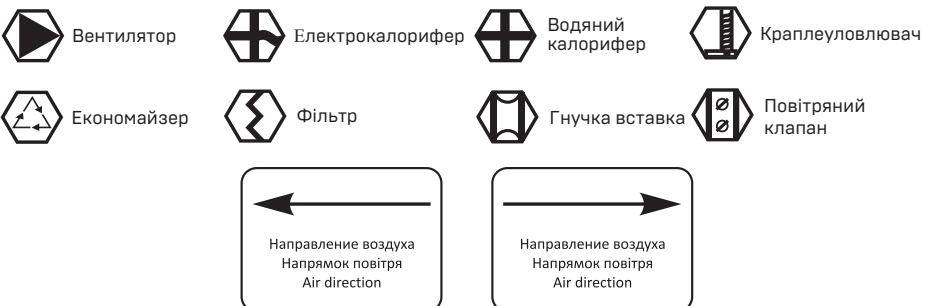 Вентилятор
Електрокалорифер
Водяний
калорифер
Краплеуловлювач
Економайзер
Фільтр
Гнучка вставка
Повітряний
клапан
Направление воздуха
Напрямок повітря
Air direction
Направление воздуха
Напрямок повітря
Air direction